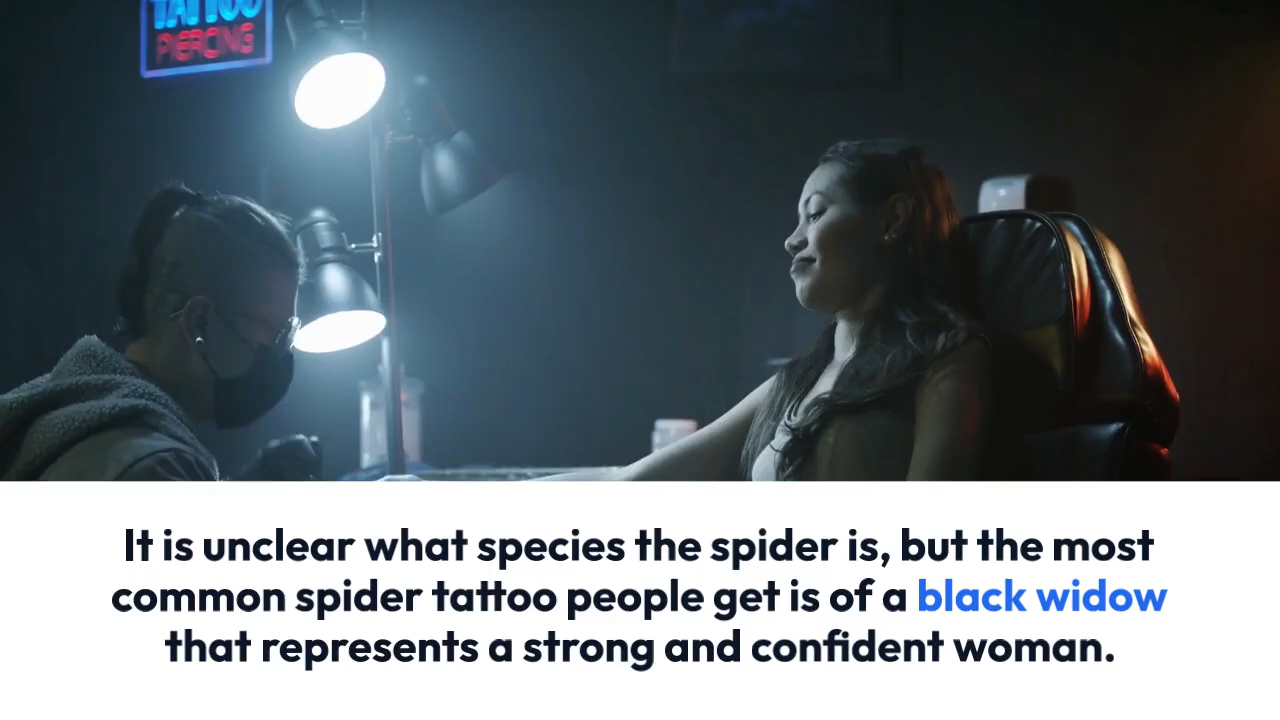 TATTOO
PIERCING
It is unclear what species the spider is, but the most
common spider tattoo people get is of a black widow
that represents a strong and confident woman.